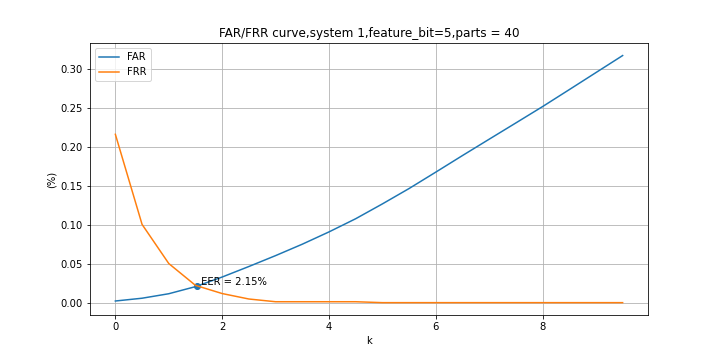 FAR/FRR curve,system 1,feature_bit=5,parts = 40
FAR
FRR
0.30
0.25
0.20
0.15
0.10
0.05
0.00
(%)
EER = 2.15%
0 2 4 6 8
k